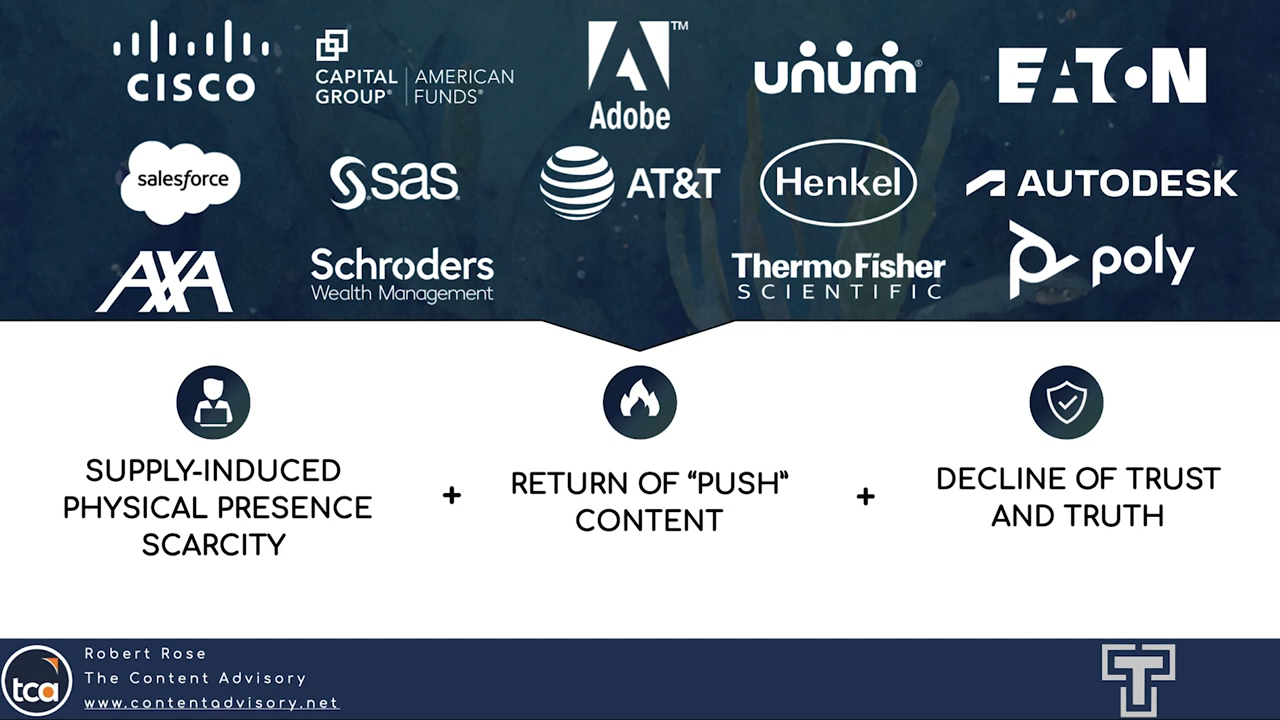 CISCO
CAPITAL GROUP® | AMERICAN FUNDS®
Adobe™
unum®
EATON
salesforce
sas
AT&T
Henkel
AUTODESK
AXA
Schroders
Wealth Management
ThermoFisher
SCIENTIFIC
poly
SUPPLY-INDUCED
PHYSICAL PRESENCE
SCARCITY
+
RETURN OF “PUSH”
CONTENT
+
DECLINE OF TRUST
AND TRUTH
tca
Robert Rose
The Content Advisory
www.contentadvisory.net
T